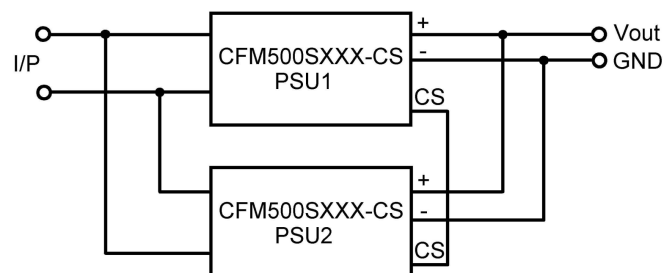 I/P
CFM500SXXX-CS
PSU1
+
-
CS
Vout
GND
CFM500SXXX-CS
PSU2
+
-
CS